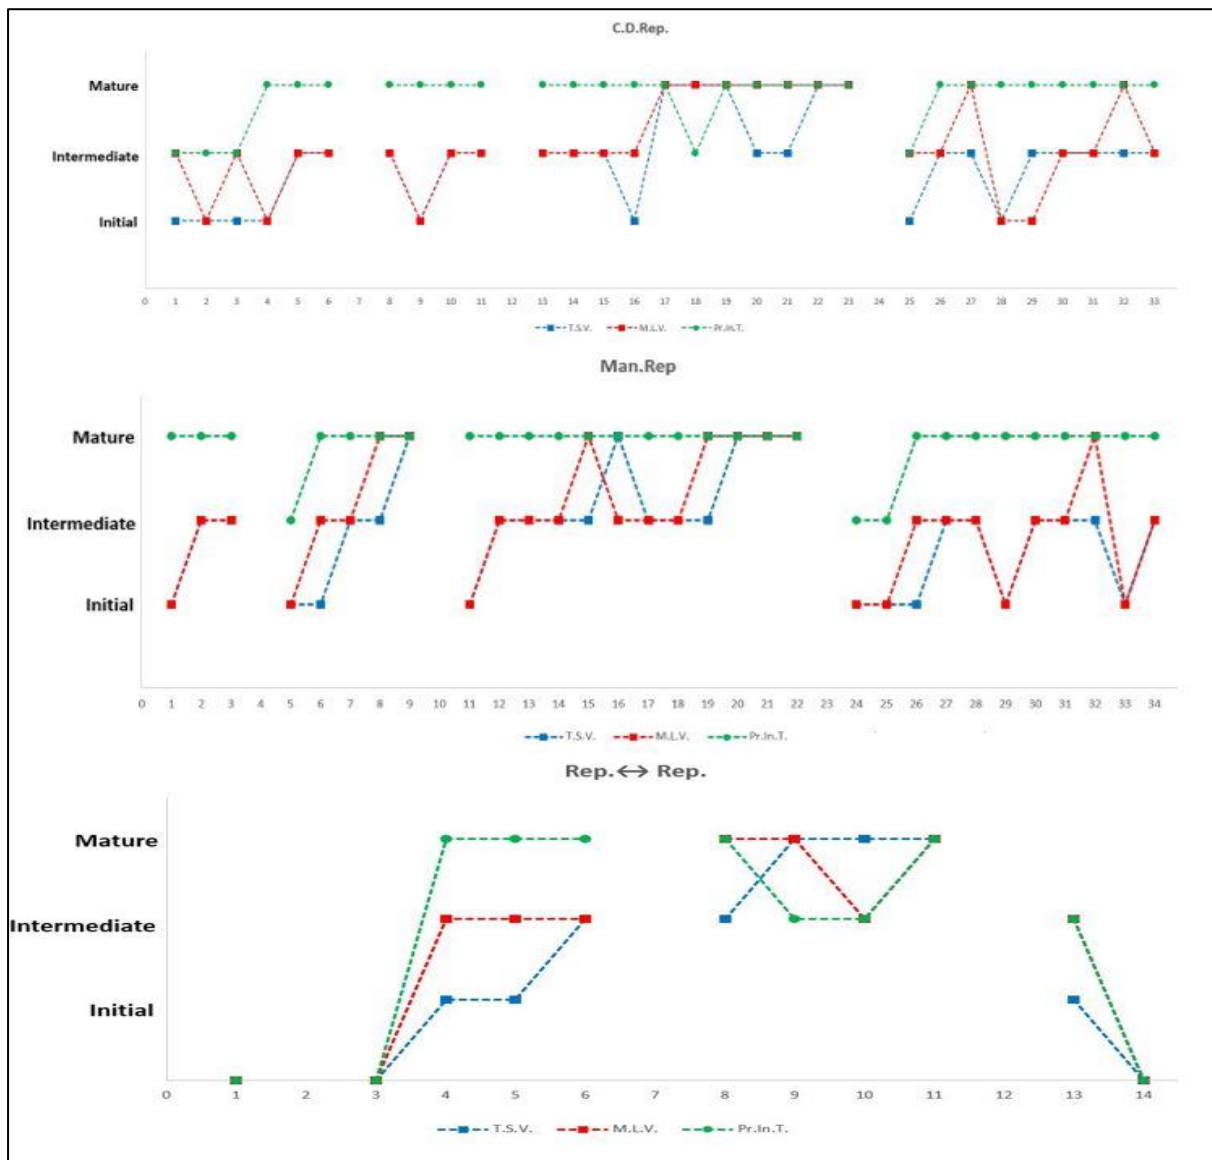 C.D.Rep.
Mature
Intermediate
Initial
0 1 2 3 4 5 6 8 9 10 11 13 14 15 16 17 18 19 20 21 22 23 24 25 26 27 28 29 30 31 32 33
T.S.V. M.L.V. Pr.In.T.
Man.Rep
Mature
Intermediate
Initial
0 1 2 3 4 5 6 7 8 9 11 12 13 14 15 16 17 18 19 20 21 22 23 24 25 26 27 28 29 30 31 32 33 34
T.S.V. M.L.V. Pr.In.T.
Rep.↔ Rep.
Mature
Intermediate
Initial
0 1 2 3 4 5 6 7 8 9 10 11 12 13 14
T.S.V. M.L.V. Pr.In.T.